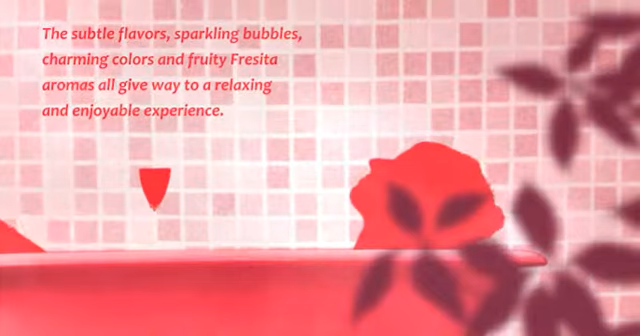 The subtle flavors, sparkling bubbles,
charming colors and fruity Fresita
aromas all give way to a relaxing
and enjoyable experience.